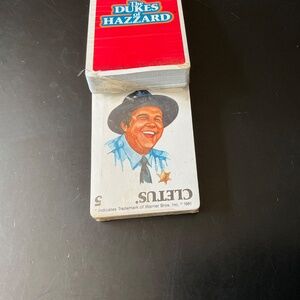 The
DUKES
of
HAZZARD
CLETUS*
5
* Indicates Trademark of Warner Bros. Inc. © 1981